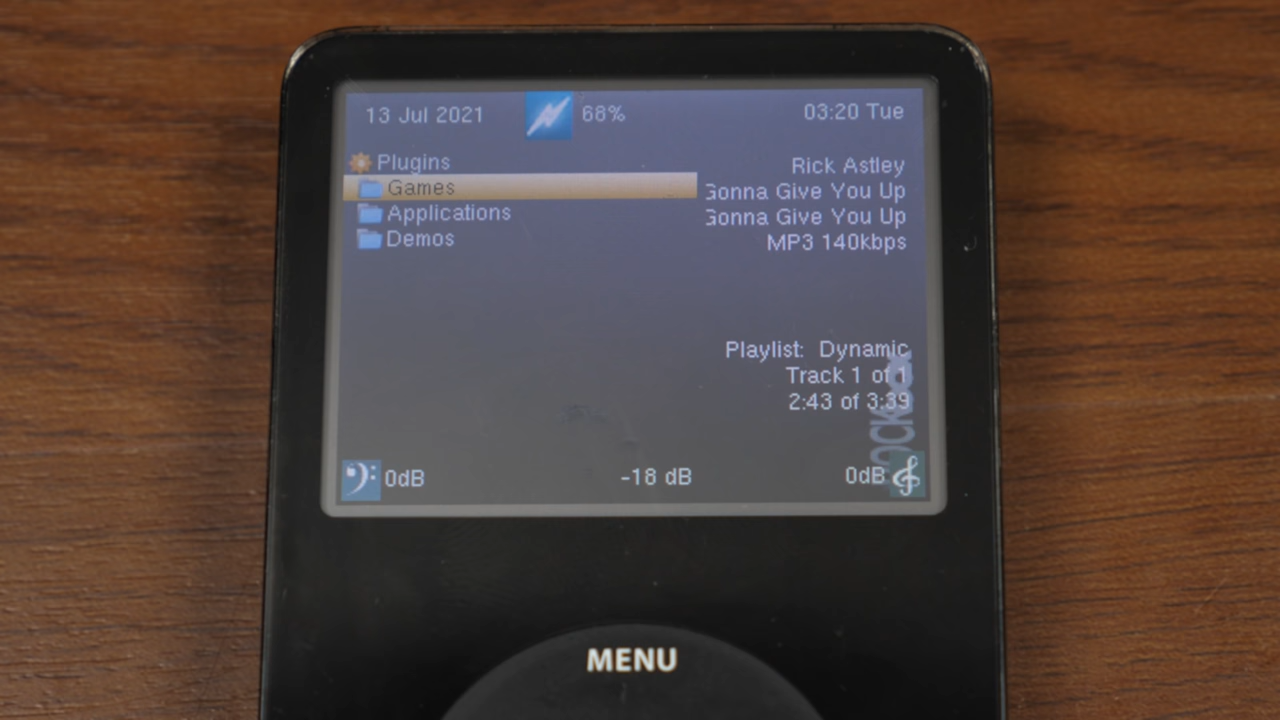 13 Jul 2021 68% 03:20 Tue
Plugins
Games
Applications
Demos
Rick Astley
Gonna Give You Up
Gonna Give You Up
MP3 140kbps
Playlist: Dynamic
Track 1 of 1
2:43 of 3:39
0dB -18 dB 0dB
MENU